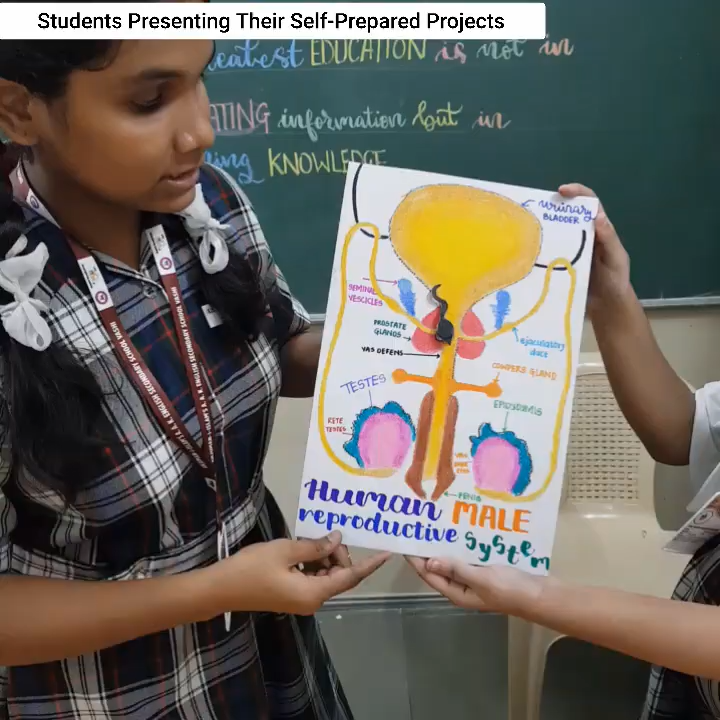 Students Presenting Their Self-Prepared Projects
EDUCATION is not in
information but in
KNOWLEDGE
urinary
BLADDER
SEMINAL
VESCICLES
PROSTATE
GLANDS
ejaculatory
duct
VAS DEFENS
COWPERS GLAND
TESTES
EPIDIDYMIS
RETE
TESTES
PENIS
Human MALE
reproductive system